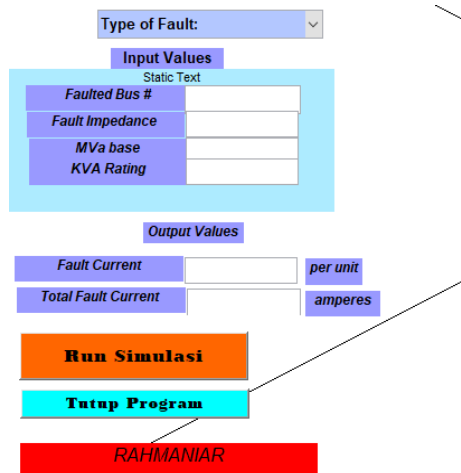 Type of Fault:
Input Values
Static Text
Faulted Bus #
Fault Impedance
MVa base
KVA Rating
Output Values
Fault Current per unit
Total Fault Current amperes
Run Simulasi
Tutup Program
RAHMANIAR